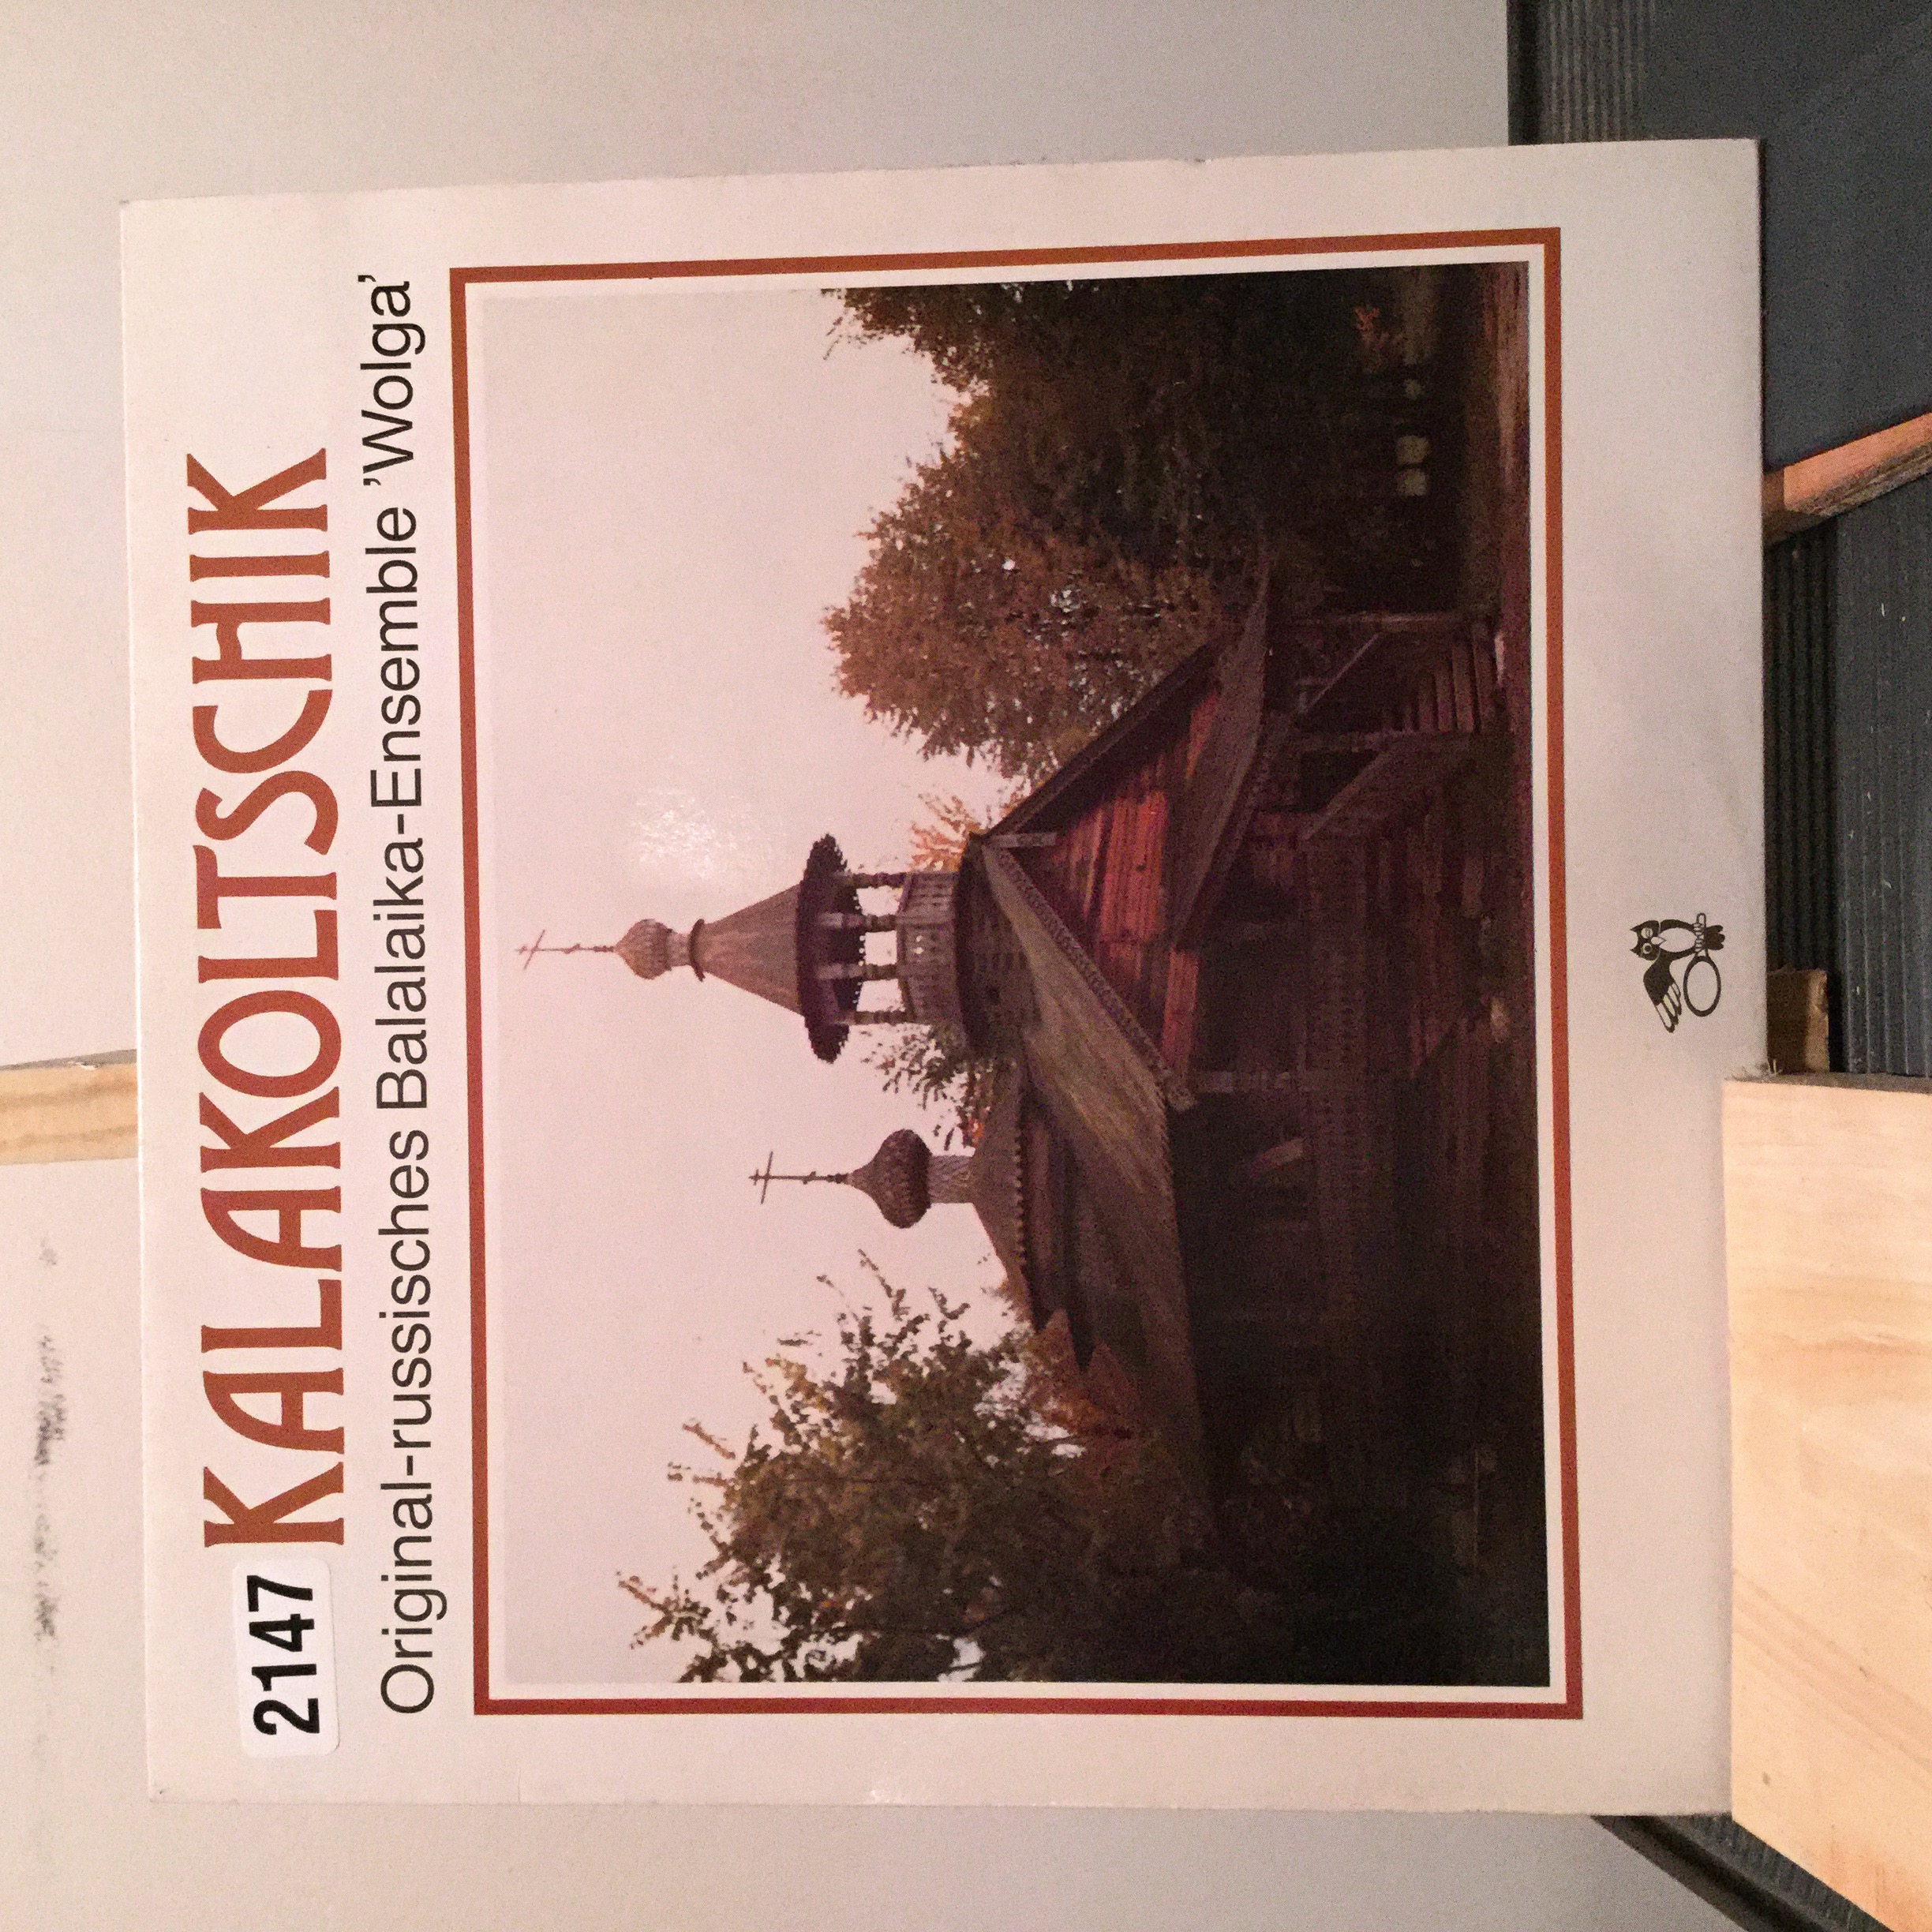 2147 KALAKOLTSCHIK
Original-russisches Balalaika-Ensemble 'Wolga'